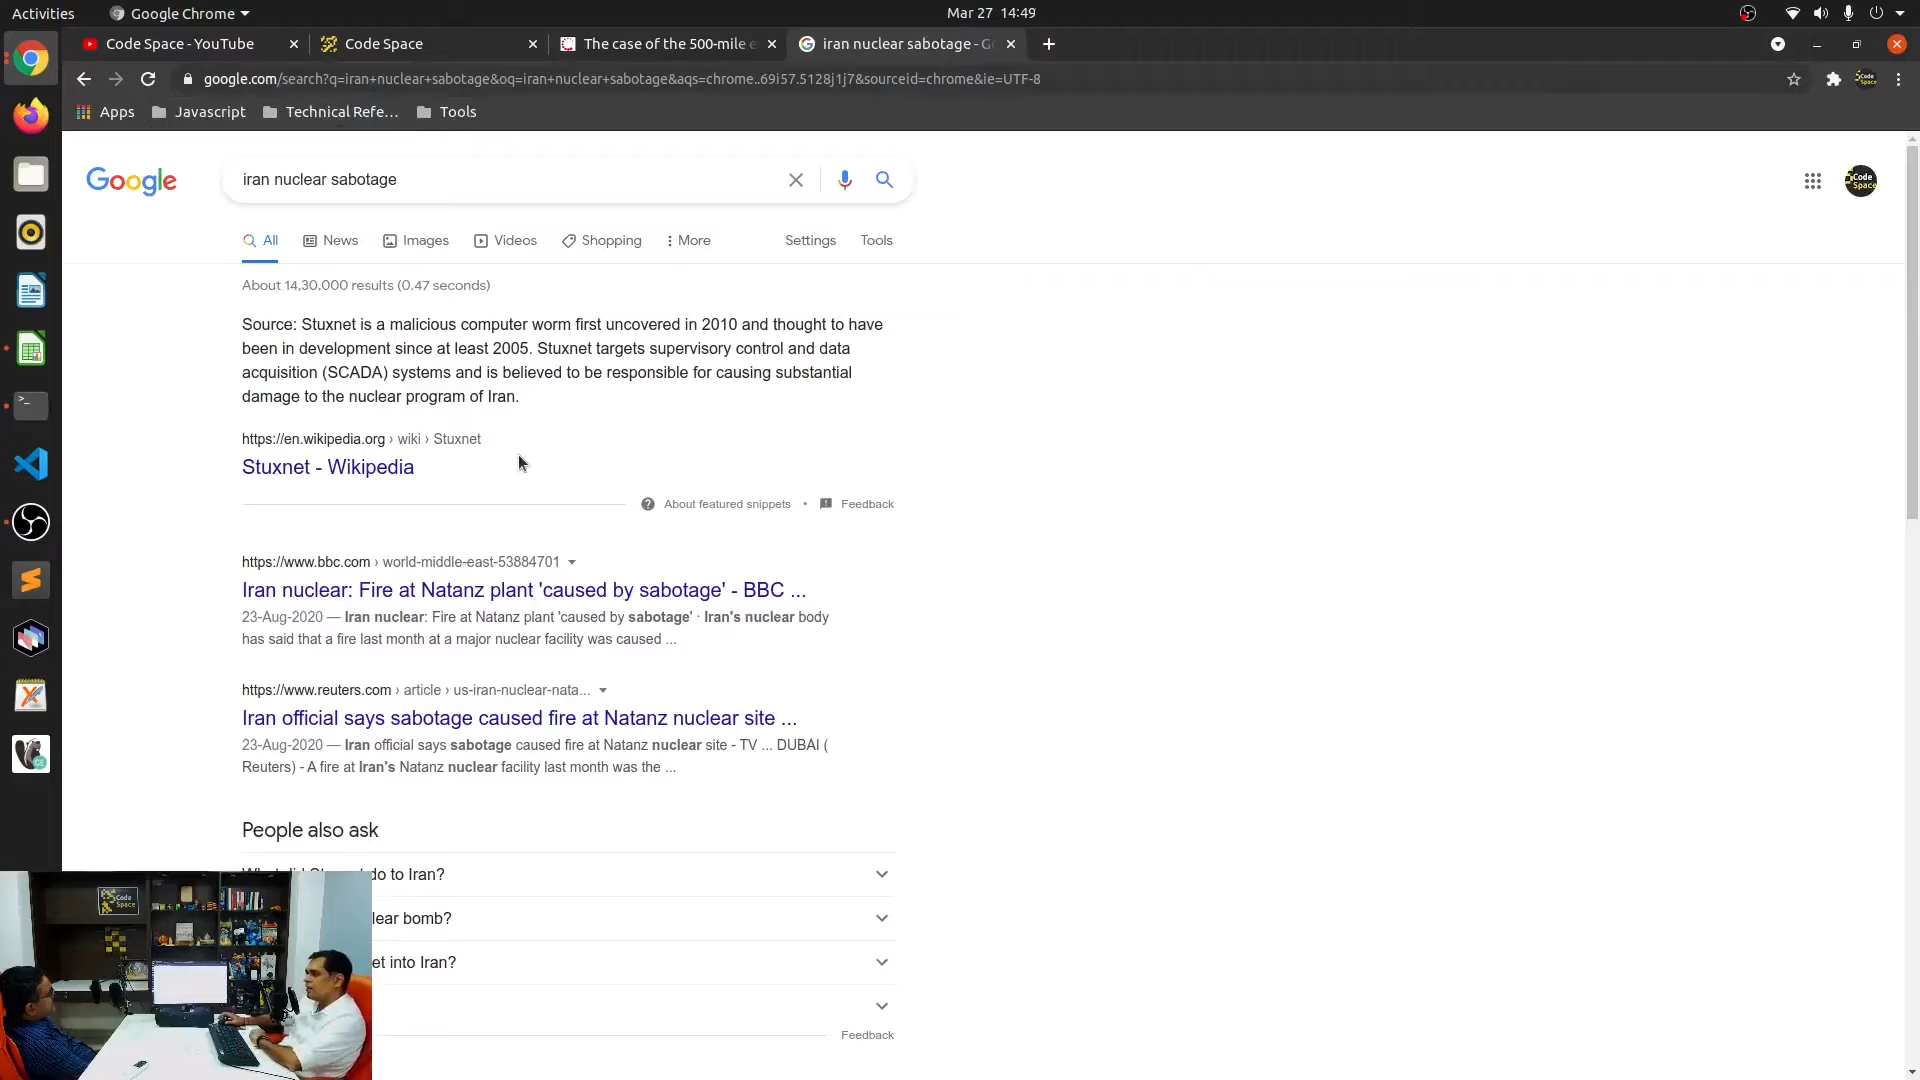 Activities
Google Chrome
Mar 27 14:49
Code Space - YouTube
Code Space
The case of the 500-mile e
iran nuclear sabotage - G
google.com/search?q=iran+nuclear+sabotage&oq=iran+nuclear+sabotage&aqs=chrome..69i57.5128j1j7&sourceid=chrome&ie=UTF-8
Apps
Javascript
Technical Refe...
Tools
Google
iran nuclear sabotage
Code Space
All
News
Images
Videos
Shopping
More
Settings
Tools
About 14,30,000 results (0.47 seconds)
Source: Stuxnet is a malicious computer worm first uncovered in 2010 and thought to have
been in development since at least 2005. Stuxnet targets supervisory control and data
acquisition (SCADA) systems and is believed to be responsible for causing substantial
damage to the nuclear program of Iran.
https://en.wikipedia.org › wiki › Stuxnet
Stuxnet - Wikipedia
About featured snippets • Feedback
https://www.bbc.com › world-middle-east-53884701
Iran nuclear: Fire at Natanz plant 'caused by sabotage' - BBC ...
23-Aug-2020 — Iran nuclear: Fire at Natanz plant 'caused by sabotage' · Iran's nuclear body
has said that a fire last month at a major nuclear facility was caused ...
https://www.reuters.com › article › us-iran-nuclear-nata...
Iran official says sabotage caused fire at Natanz nuclear site ...
23-Aug-2020 — Iran official says sabotage caused fire at Natanz nuclear site - TV ... DUBAI (
Reuters) - A fire at Iran's Natanz nuclear facility last month was the ...
People also ask
do to Iran?
lear bomb?
et into Iran?
Feedback
Code
Space